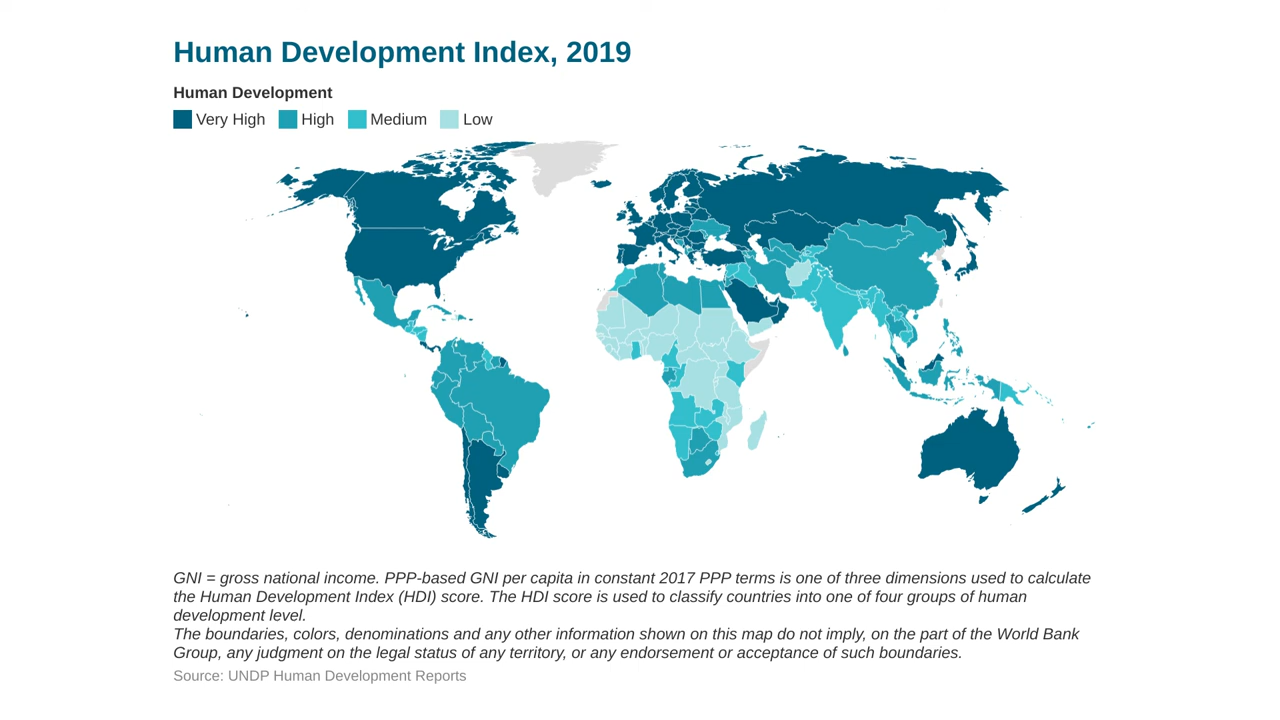 Human Development Index, 2019
Human Development
Very High High Medium Low
GNI = gross national income. PPP-based GNI per capita in constant 2017 PPP terms is one of three dimensions used to calculate
the Human Development Index (HDI) score. The HDI score is used to classify countries into one of four groups of human
development level.
The boundaries, colors, denominations and any other information shown on this map do not imply, on the part of the World Bank
Group, any judgment on the legal status of any territory, or any endorsement or acceptance of such boundaries.
Source: UNDP Human Development Reports